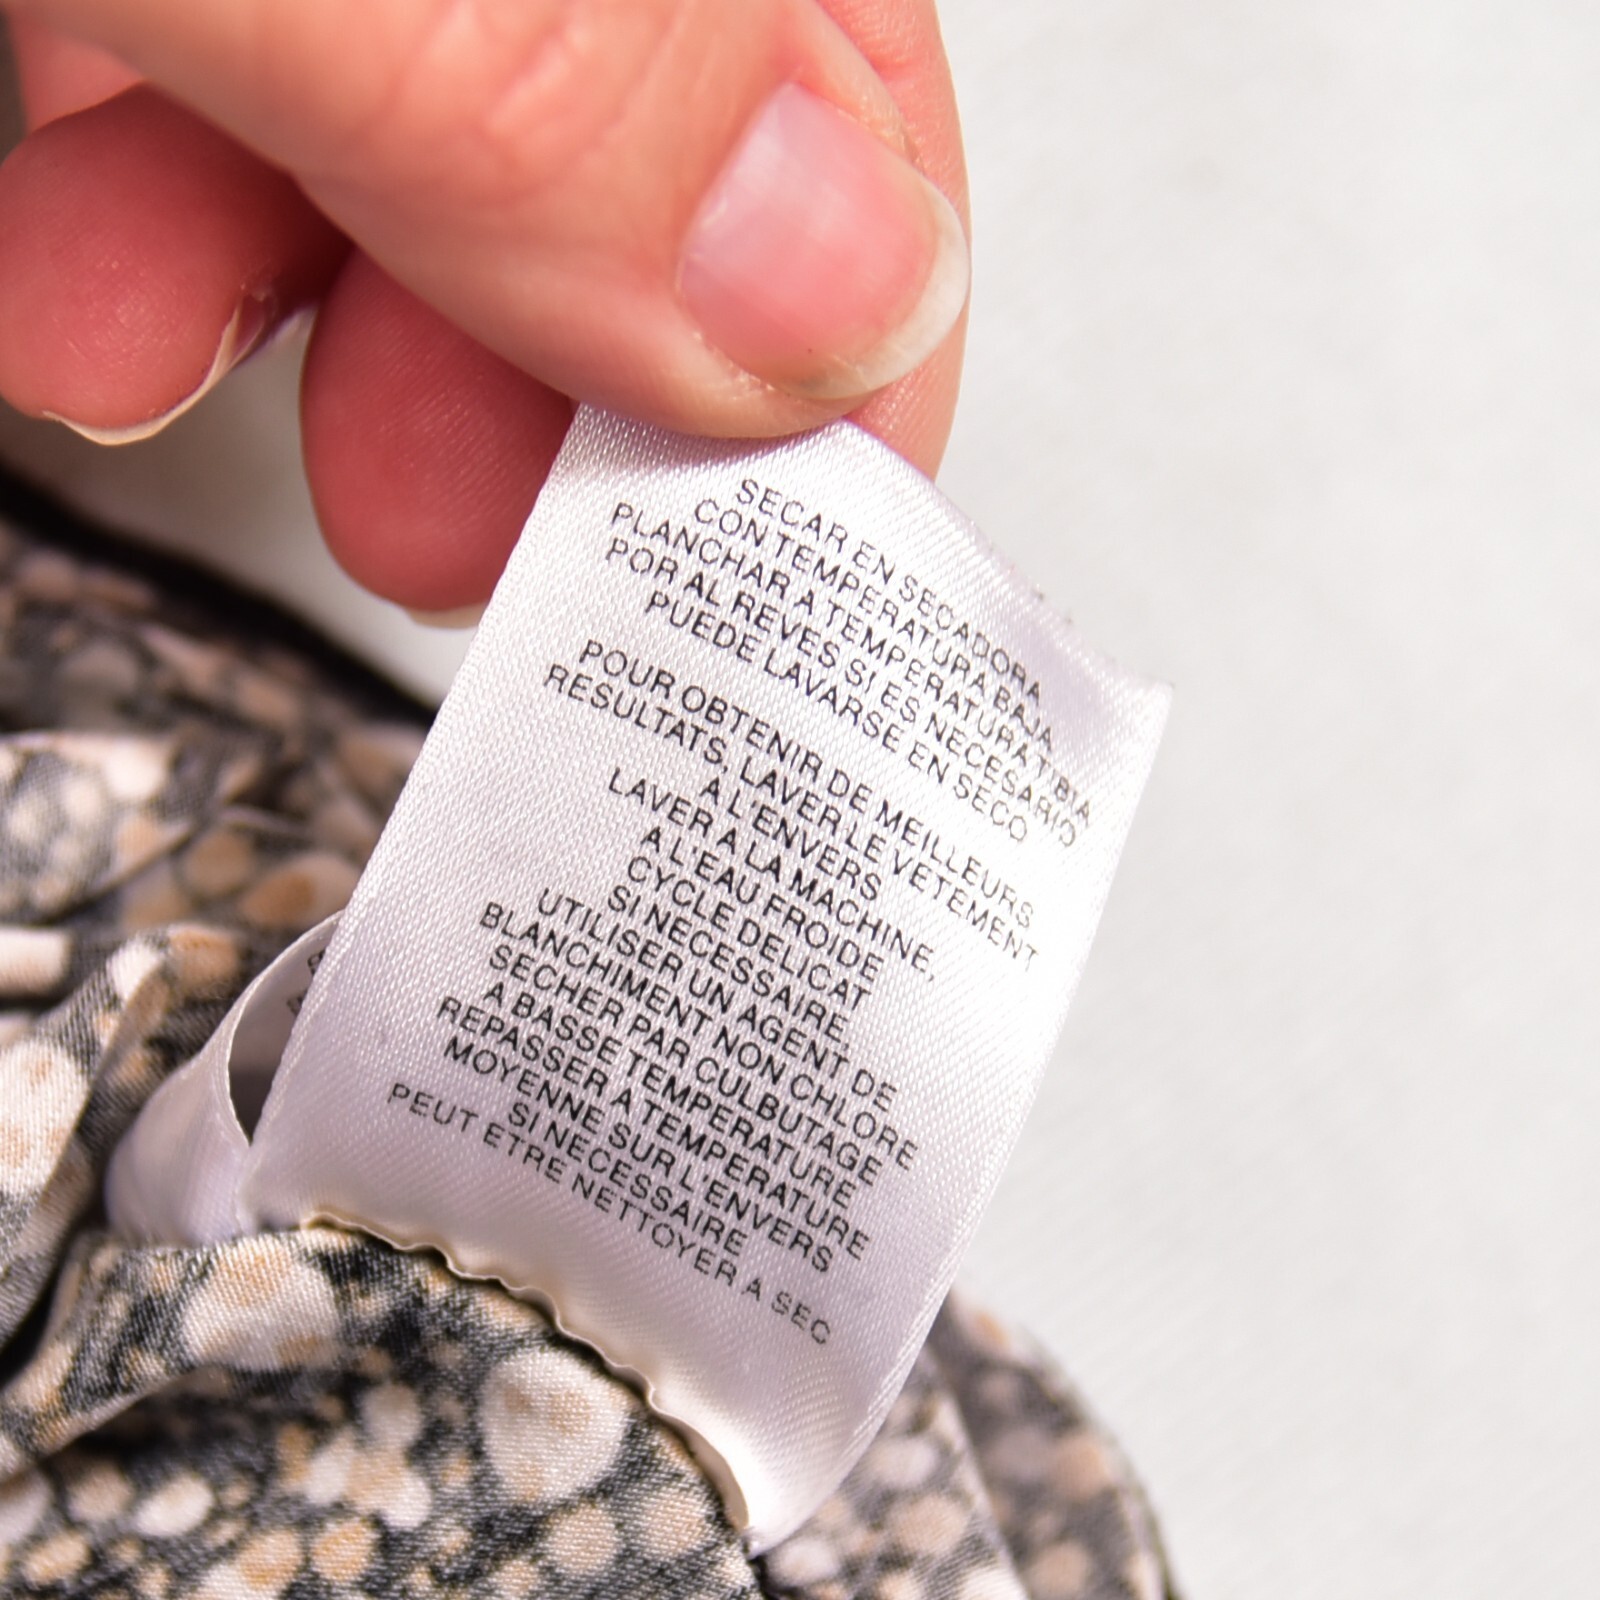 SECAR EN SECADORA
CON TEMPERATURA BAJA
PLANCHAR A TEMPERATURA TIBIA
POR AL REVES SI ES NECESARIO
PUEDE LAVARSE EN SECO
POUR OBTENIR DE MEILLEURS
RESULTATS, LAVER LE VETEMENT
A L'ENVERS
LAVER A LA MACHINE,
A L'EAU FROIDE
CYCLE DELICAT
SI NECESSAIRE,
UTILISER UN AGENT DE
BLANCHIMENT NON CHLORE
SECHER PAR CULBUTAGE
A BASSE TEMPERATURE
REPASSER A TEMPERATURE
MOYENNE SUR L'ENVERS
SI NECESSAIRE
PEUT ETRE NETTOYER A SEC